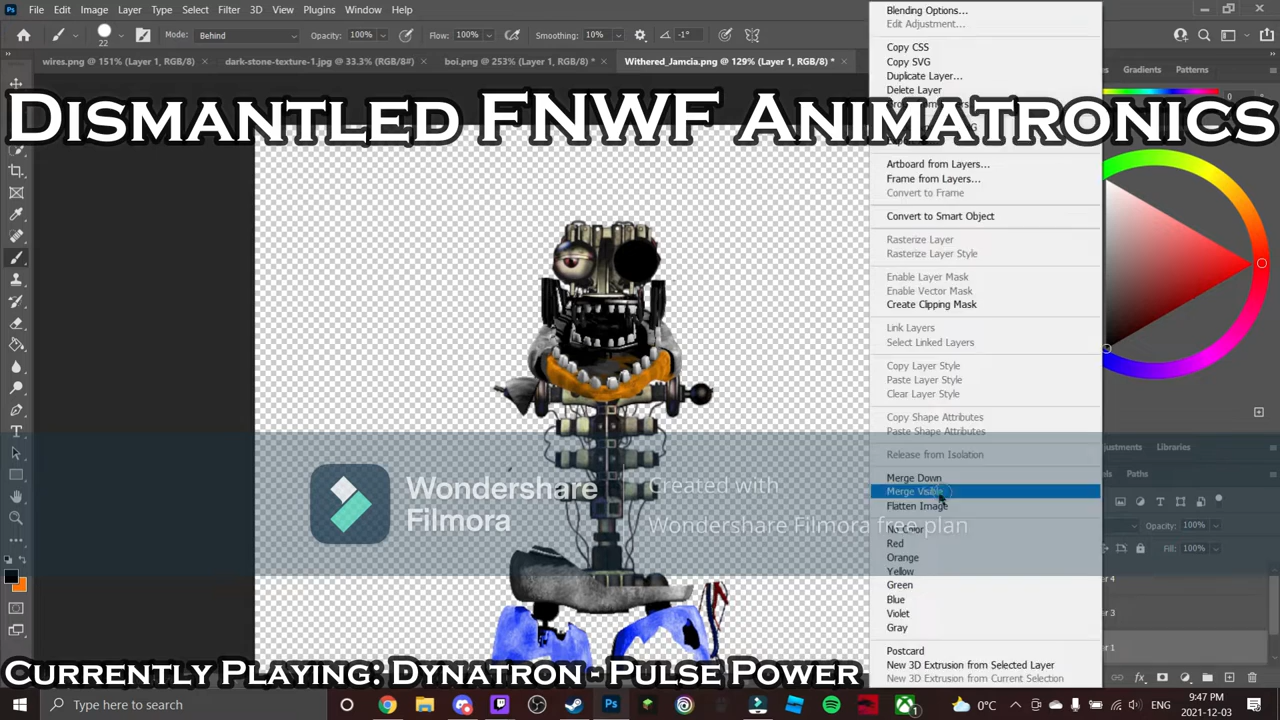 File Edit Image Layer Type Select Filter 3D View Plugins Window Help
22 Mode: Behind Opacity: 100% Flow: 100% Smoothing: 10% -1°
wires.png @ 151% (Layer 1, RGB/8) dark-stone-texture-1.jpg @ 33.3% (RGB/8#) boi.png @ 253% (Layer 1, RGB/8) * Withered_Jamcia.png @ 129% (Layer 1, RGB/8) *
Gradients Patterns
Dismantled FNWF Animatronics
Blending Options...
Edit Adjustment...
Copy CSS
Copy SVG
Duplicate Layer...
Delete Layer
Artboard from Layers...
Frame from Layers...
Convert to Frame
Convert to Smart Object
Rasterize Layer
Rasterize Layer Style
Enable Layer Mask
Enable Vector Mask
Create Clipping Mask
Link Layers
Select Linked Layers
Copy Layer Style
Paste Layer Style
Clear Layer Style
Copy Shape Attributes
Paste Shape Attributes
Release from Isolation
Merge Down
Merge Visible
Flatten Image
No Color
Red
Orange
Yellow
Green
Blue
Violet
Gray
Postcard
New 3D Extrusion from Selected Layer
New 3D Extrusion from Current Selection
Libraries
Paths
Opacity: 100%
Fill: 100%
Wondershare
Filmora
Created with
Wondershare Filmora free plan
Currently Playing: Dynatron - Pulse Power
Type here to search
0°C
ENG
9:47 PM
2021-12-03